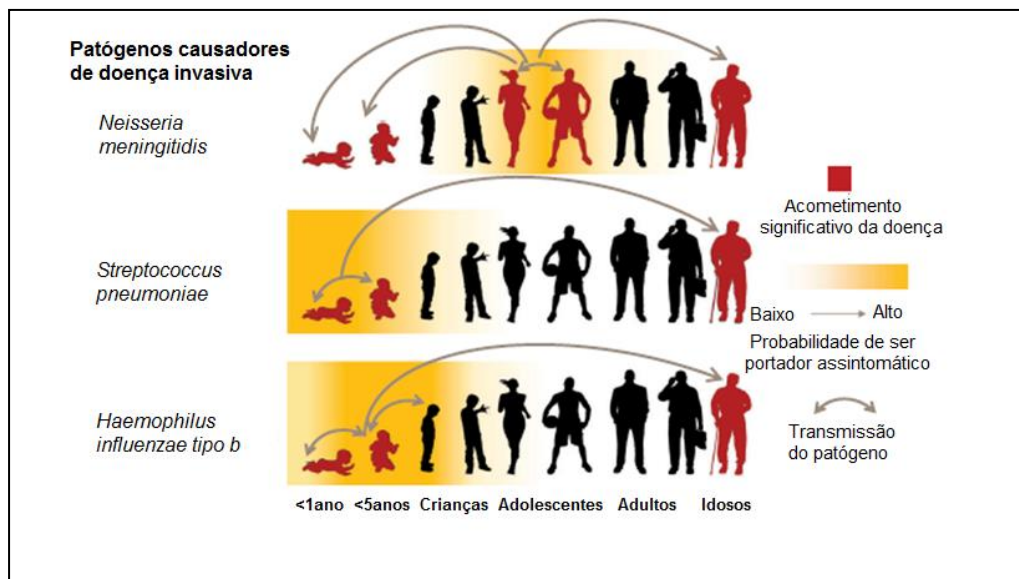 Patógenos causadores
de doença invasiva
Neisseria
meningitidis
Streptococcus
pneumoniae
Haemophilus
influenzae tipo b
<1ano
<5anos
Crianças
Adolescentes
Adultos
Idosos
Acometimento
significativo da doença
Baixo
Alto
Probabilidade de ser
portador assintomático
Transmissão
do patógeno